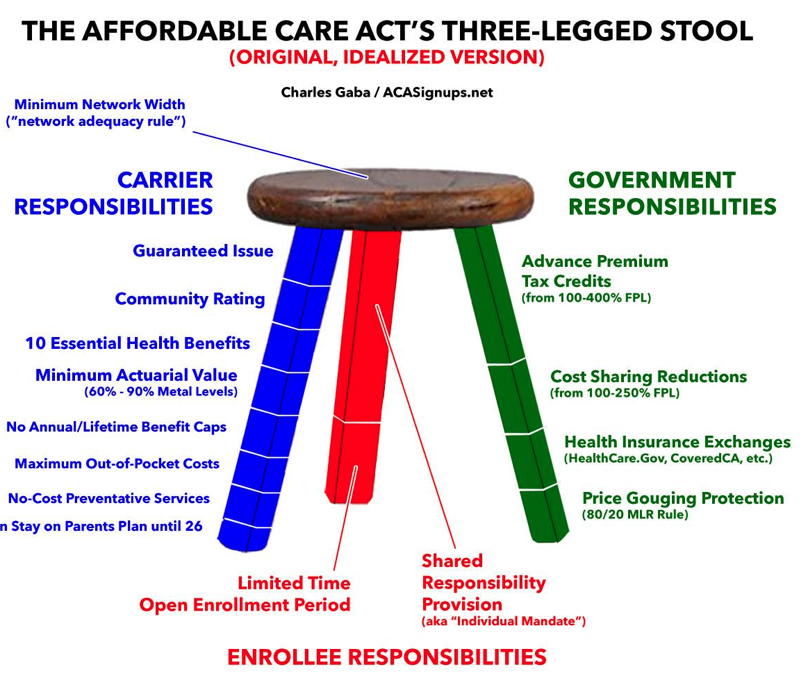 THE AFFORDABLE CARE ACT'S THREE-LEGGED STOOL
(ORIGINAL, IDEALIZED VERSION)
Charles Gaba / ACASignups.net
Minimum Network Width
("network adequacy rule")
CARRIER
RESPONSIBILITIES
Guaranteed Issue
Community Rating
10 Essential Health Benefits
Minimum Actuarial Value
(60% - 90% Metal Levels)
No Annual/Lifetime Benefit Caps
Maximum Out-of-Pocket Costs
No-Cost Preventative Services
n Stay on Parents Plan until 26
GOVERNMENT
RESPONSIBILITIES
Advance Premium
Tax Credits
(from 100-400% FPL)
Cost Sharing Reductions
(from 100-250% FPL)
Health Insurance Exchanges
(HealthCare.Gov, CoveredCA, etc.)
Price Gouging Protection
(80/20 MLR Rule)
Limited Time
Open Enrollment Period
Shared
Responsibility
Provision
(aka "Individual Mandate")
ENROLLEE RESPONSIBILITIES